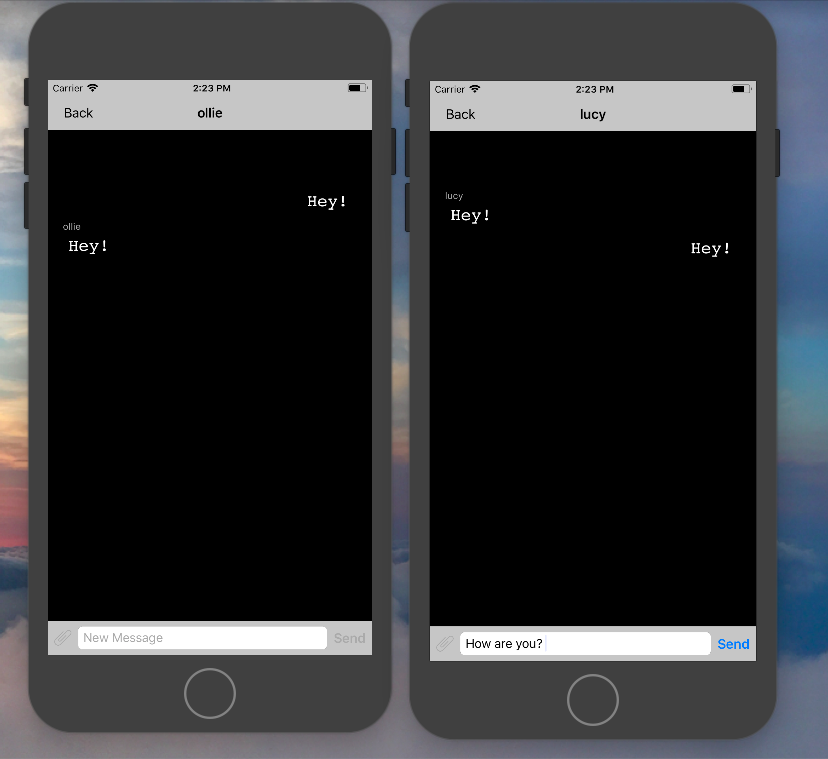 Carrier 2:23 PM
Back ollie
Hey!
ollie
Hey!
New Message Send
Carrier 2:23 PM
Back lucy
lucy
Hey!
Hey!
How are you? Send